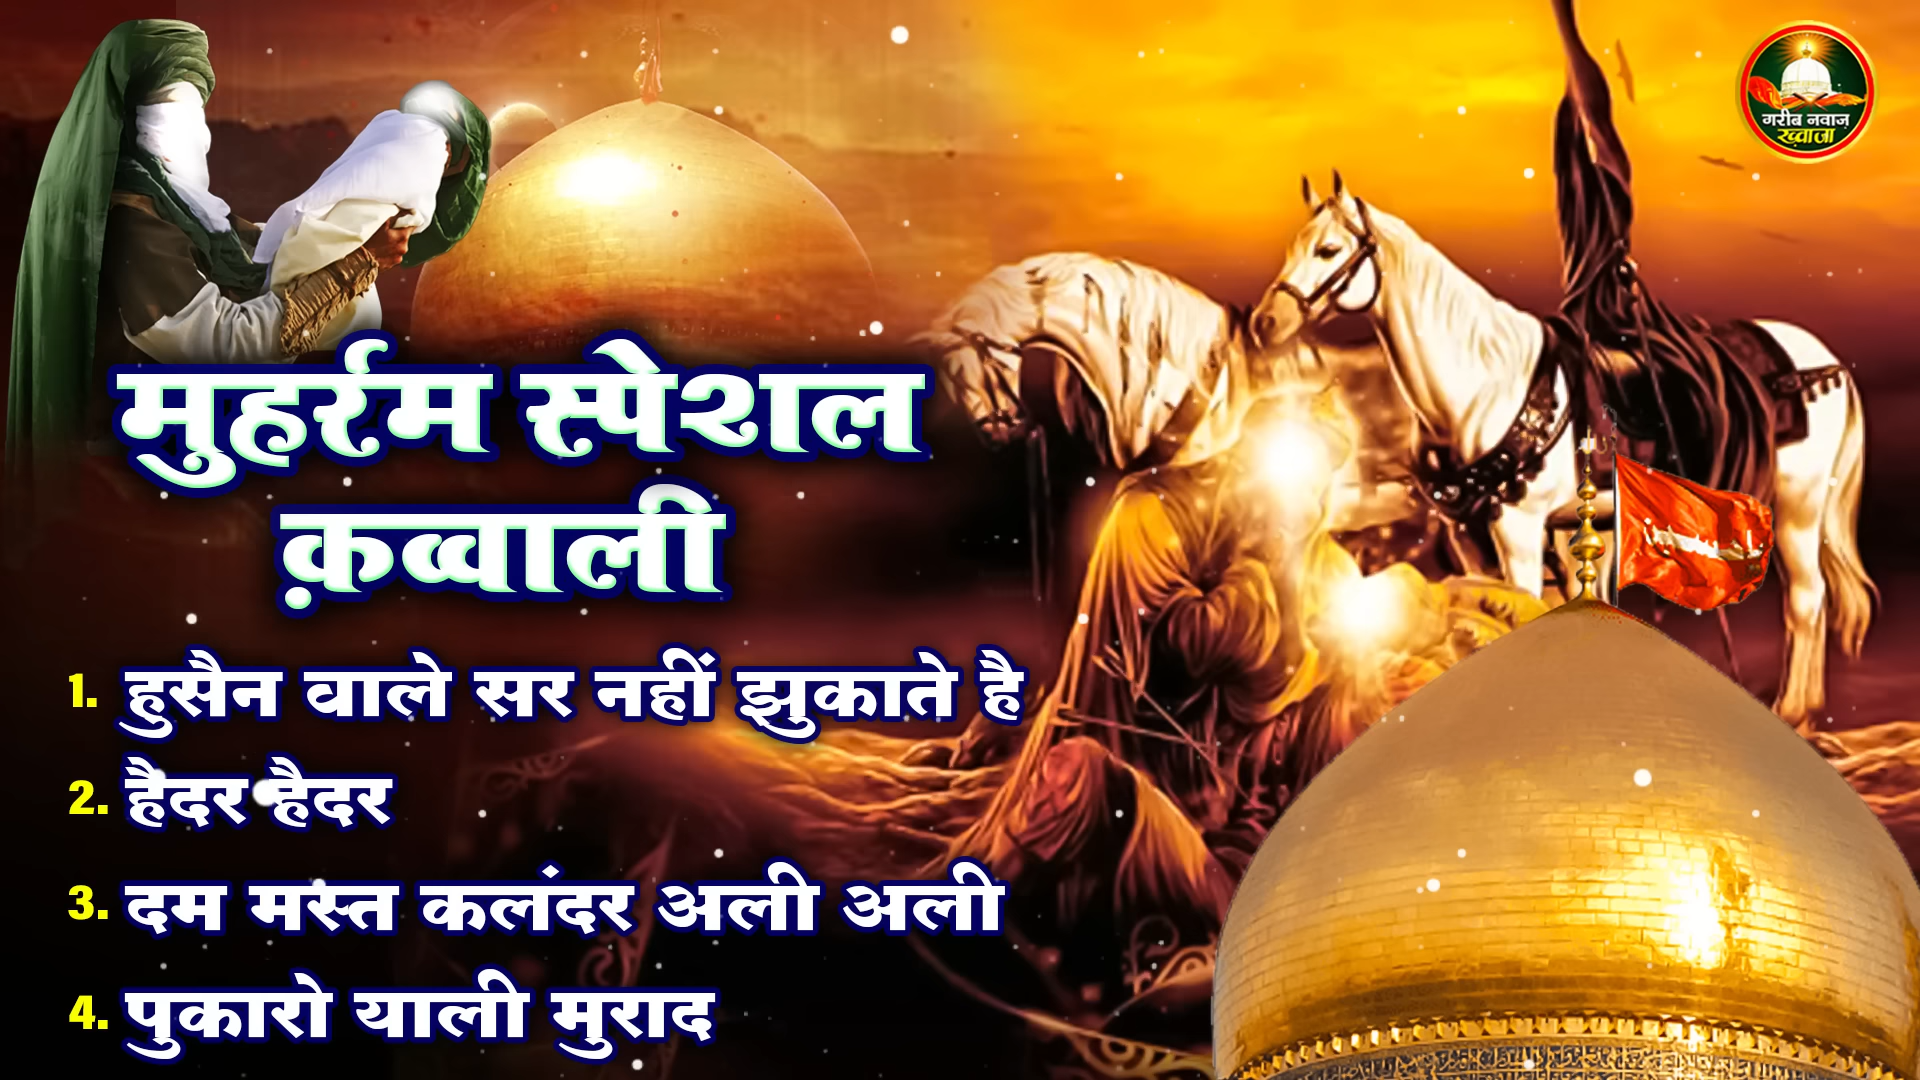 गरीब नवाज़
ख़्वाजा
मुहर्रम स्पेशल
क़व्वाली
1. हुसैन वाले सर नहीं झुकाते है
2. हैदर हैदर
3. दम मस्त कलंदर अली अली
4. पुकारो याली मुराद